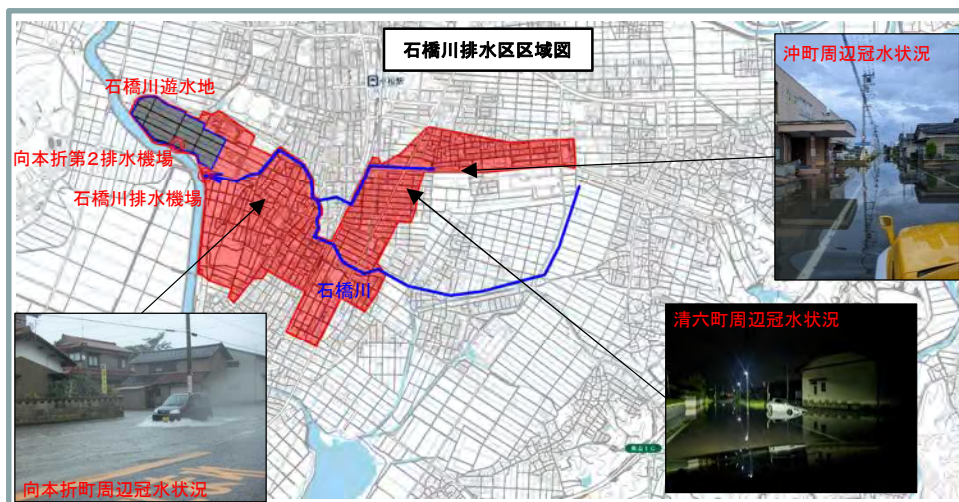 石橋川排水区区域図
沖町周辺冠水状況
石橋川遊水地
向本折第2排水機場
石橋川排水機場
石橋川
清六町周辺冠水状況
向本折町周辺冠水状況